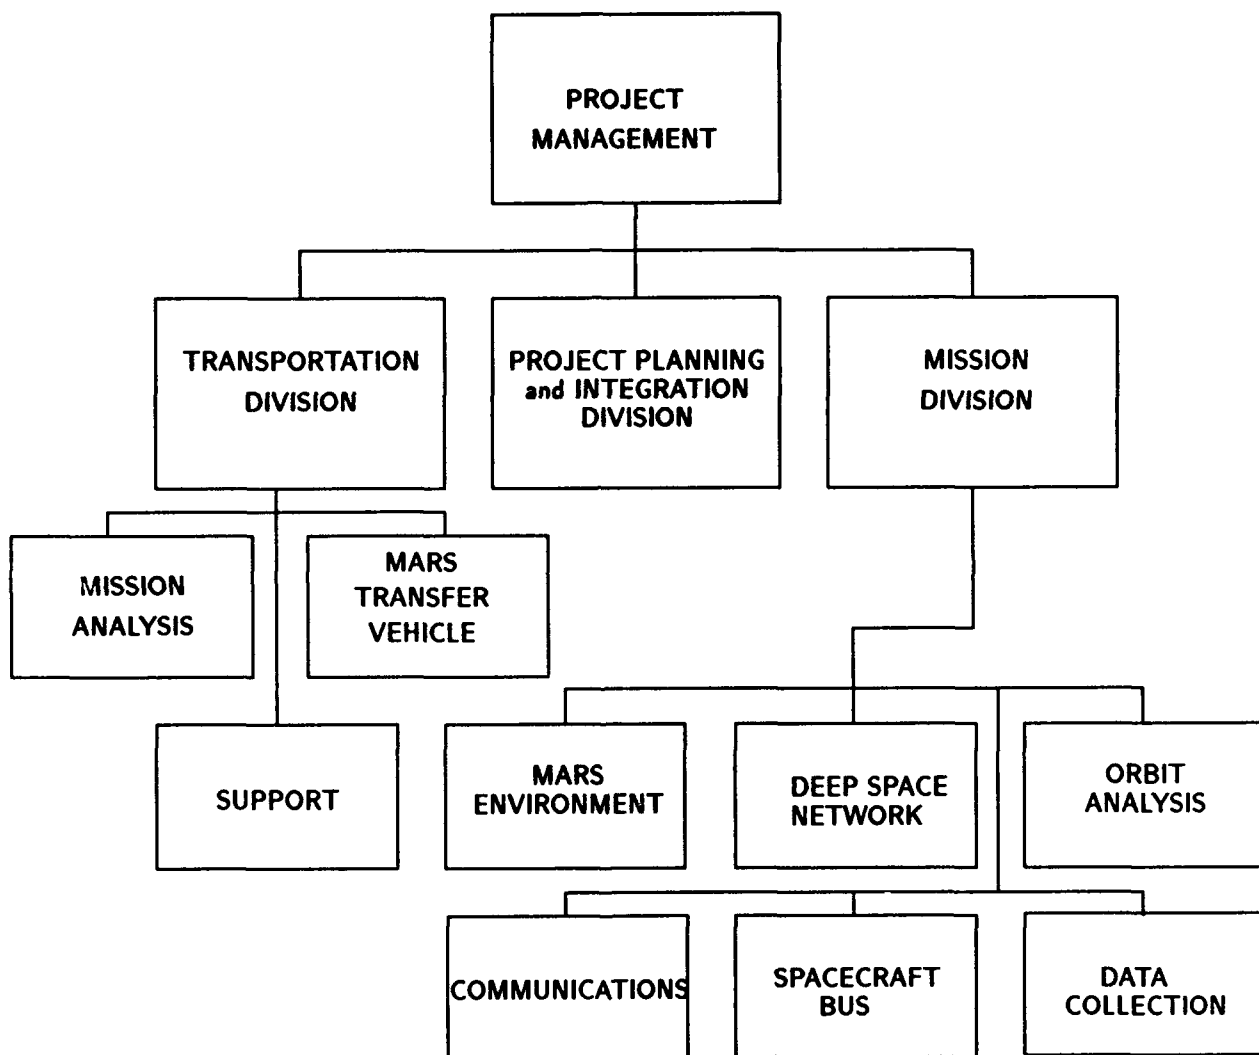 PROJECT
MANAGEMENT
TRANSPORTATION
DIVISION
PROJECT PLANNING
and INTEGRATION
DIVISION
MISSION
DIVISION
MISSION
ANALYSIS
MARS
TRANSFER
VEHICLE
SUPPORT
MARS
ENVIRONMENT
DEEP SPACE
NETWORK
ORBIT
ANALYSIS
COMMUNICATIONS
SPACECRAFT
BUS
DATA
COLLECTION